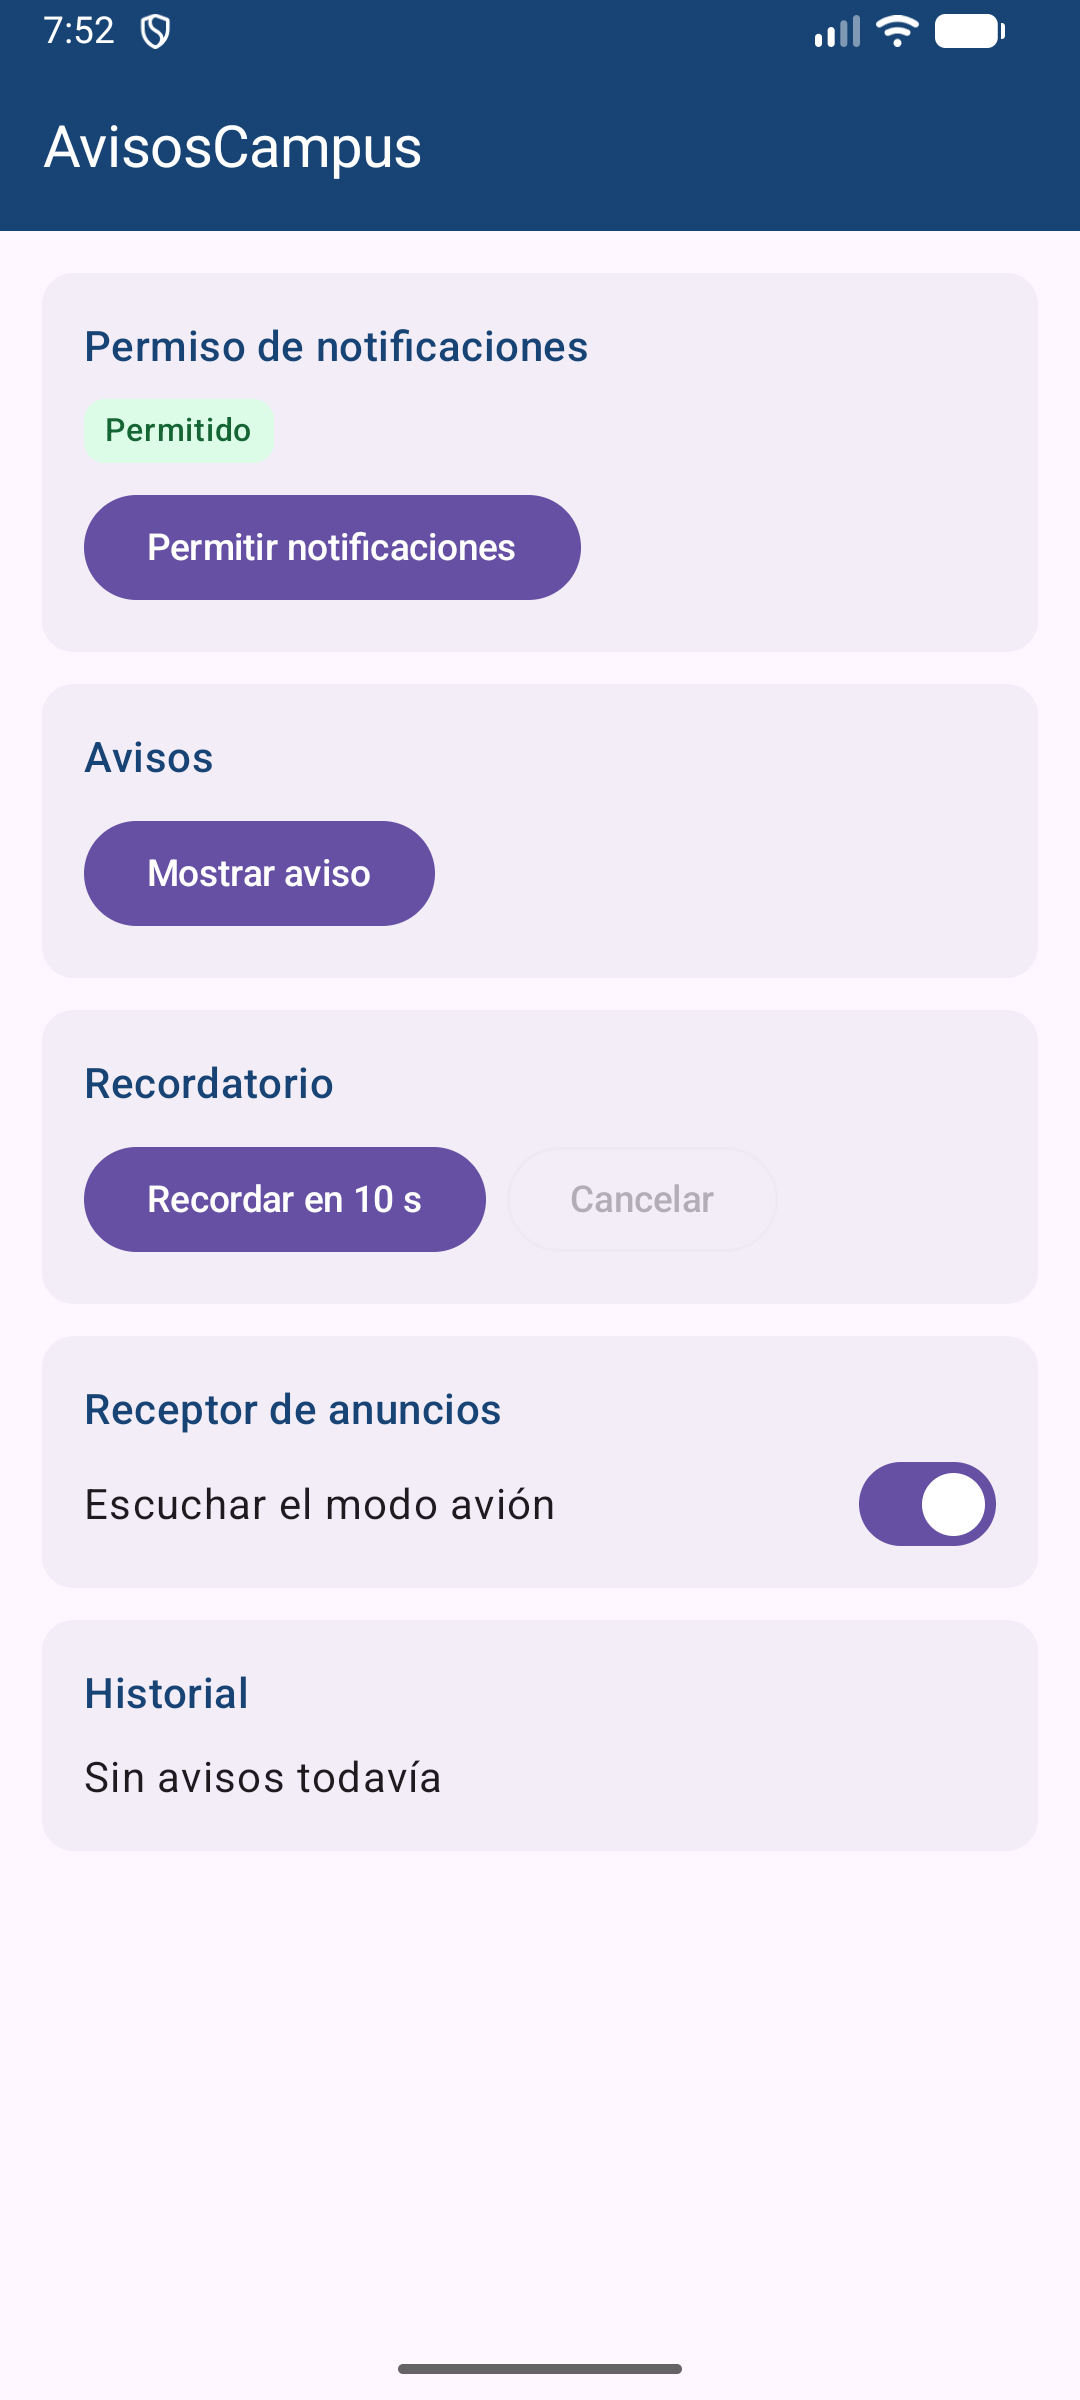 7:52
AvisosCampus
Permiso de notificaciones
Permitido
Permitir notificaciones
Avisos
Mostrar aviso
Recordatorio
Recordar en 10 s
Cancelar
Receptor de anuncios
Escuchar el modo avión
Historial
Sin avisos todavía